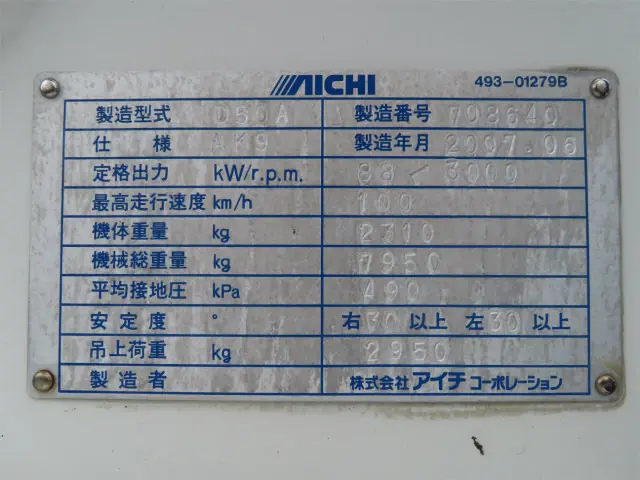 AICHI 493-01279B
製造型式 D50A 製造番号 708640
仕様 AK9 製造年月 2007.06
定格出力 kW/r.p.m. 88/3000
最高走行速度 km/h 100
機体重量 kg 2310
機械総重量 kg 7950
平均接地圧 kPa 490
安定度 ° 右30以上 左30以上
吊上荷重 kg 2950
製造者 株式会社 アイチ コーポレーション